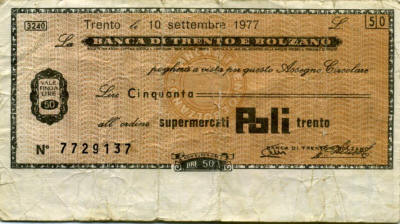 3240 Trento li 10 settembre 1977 £ 50
La BANCA DI TRENTO E BOLZANO
pagherà a vista per questo Assegno Circolare
VALE FINO A LIRE 50
Lire Cinquanta
all'ordine supermercati Poli trento
N° 7729137
BANCA DI TRENTO E BOLZANO
LIRE 50